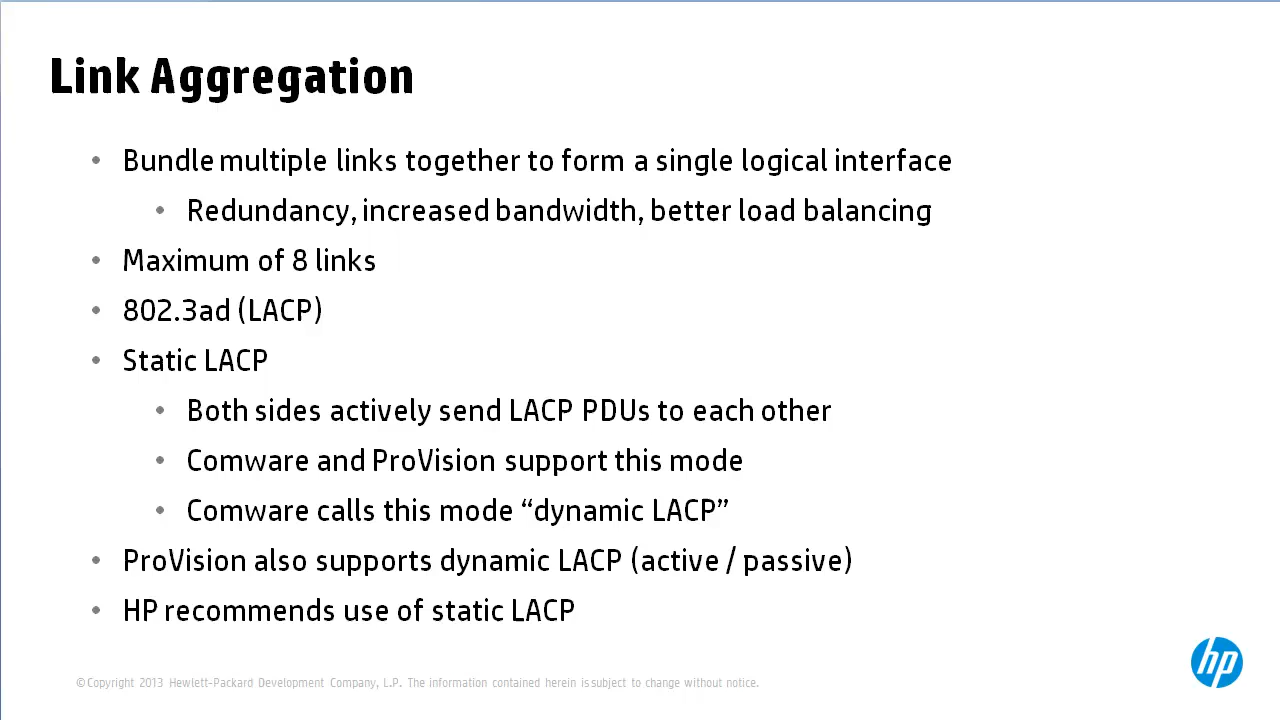 Link Aggregation
• Bundle multiple links together to form a single logical interface
• Redundancy, increased bandwidth, better load balancing
• Maximum of 8 links
• 802.3ad (LACP)
• Static LACP
• Both sides actively send LACP PDUs to each other
• Comware and ProVision support this mode
• Comware calls this mode “dynamic LACP”
• ProVision also supports dynamic LACP (active / passive)
• HP recommends use of static LACP
© Copyright 2013 Hewlett-Packard Development Company, L.P. The information contained herein is subject to change without notice.
hp